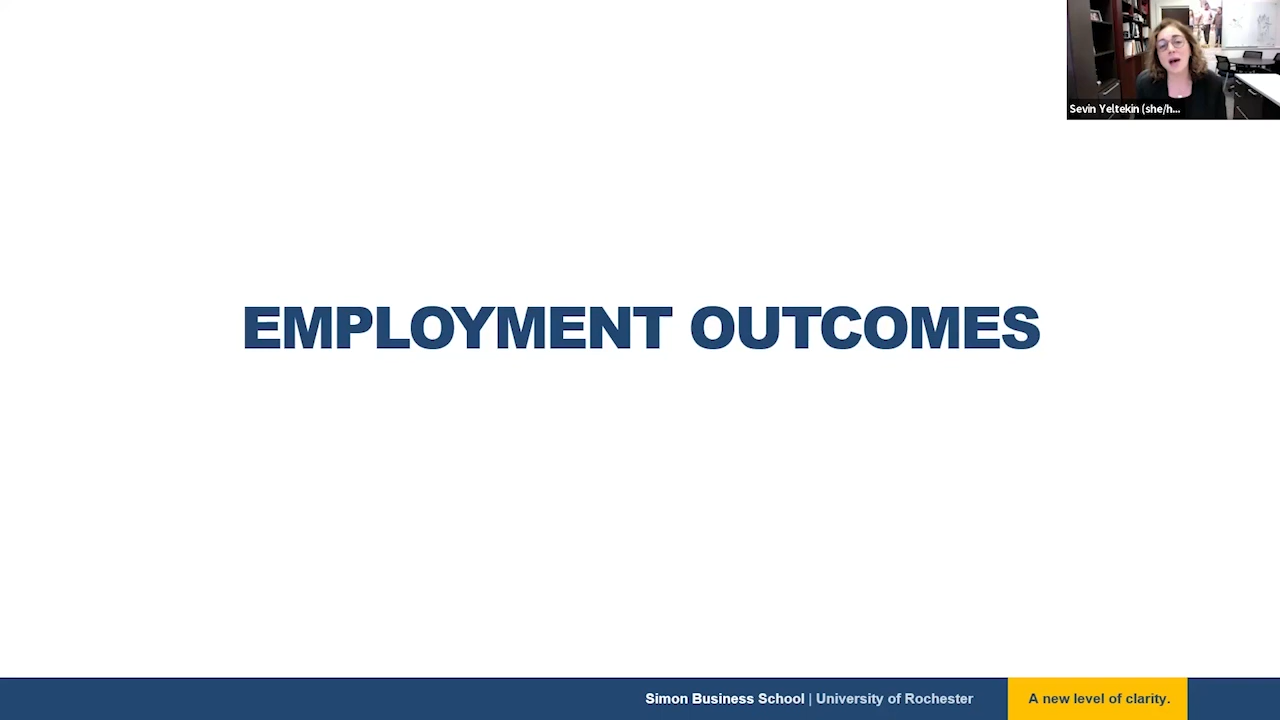 Sevin Yeltekin (she/h...
EMPLOYMENT OUTCOMES
Simon Business School | University of Rochester
A new level of clarity.